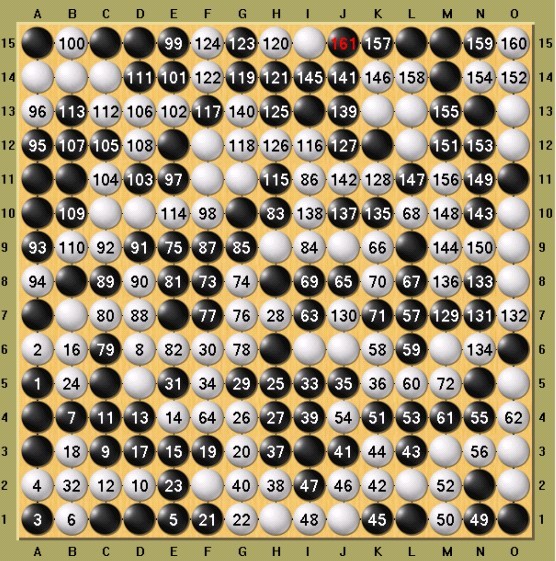 15 100 99 124 123 120 161 157 159 160 15
14 111 101 122 119 121 145 141 146 158 154 152 14
13 96 113 112 106 102 117 140 125 139 155 13
12 95 107 105 108 118 126 116 127 151 153 12
11 104 103 97 115 86 142 128 147 156 149 11
10 109 114 98 83 138 137 135 68 148 143 10
9 93 110 92 91 75 87 85 84 66 144 150 9
8 94 89 90 81 73 74 69 65 70 67 136 133 8
7 80 88 77 76 28 63 130 71 57 129 131 132 7
6 2 16 79 8 82 30 78 58 59 134 6
5 1 24 31 34 29 25 33 35 36 60 72 5
4 7 11 13 14 64 26 27 39 54 51 53 61 55 62 4
3 18 9 17 15 19 20 37 41 44 43 56 3
2 4 32 12 10 23 40 38 47 46 42 52 2
1 3 6 5 21 22 48 45 50 49 1
A B C D E F G H I J K L M N O